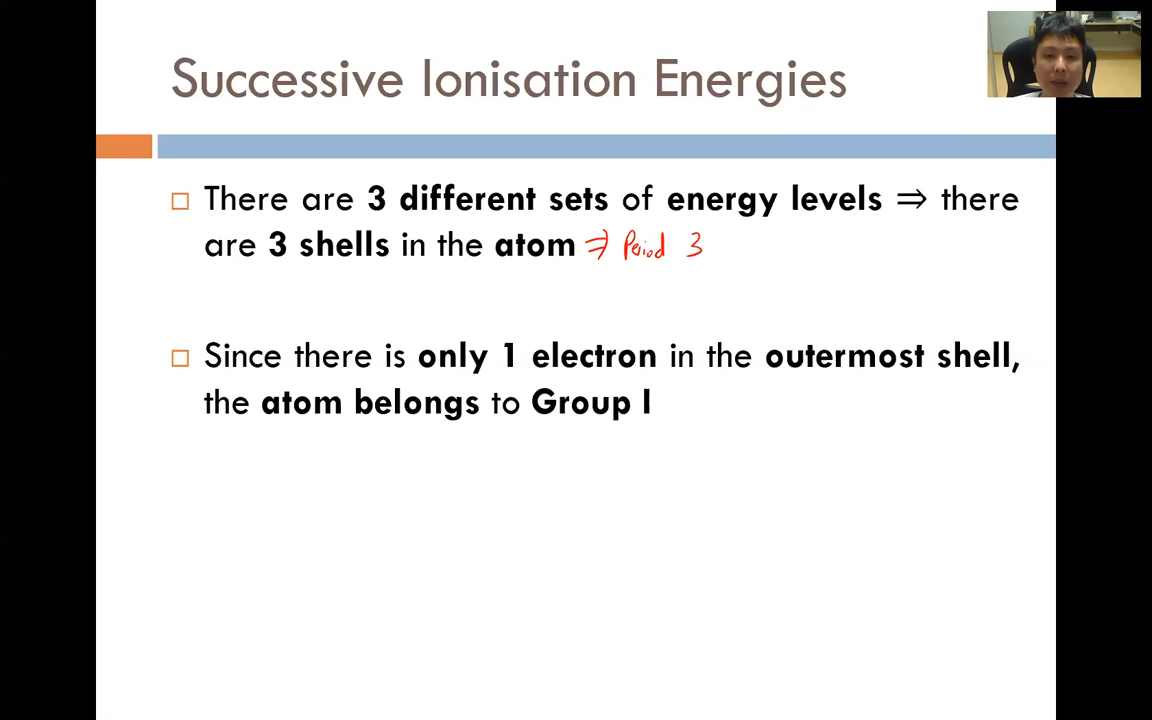 Successive Ionisation Energies
There are 3 different sets of energy levels ⇒ there
are 3 shells in the atom ⇒ Period 3
Since there is only 1 electron in the outermost shell,
the atom belongs to Group I